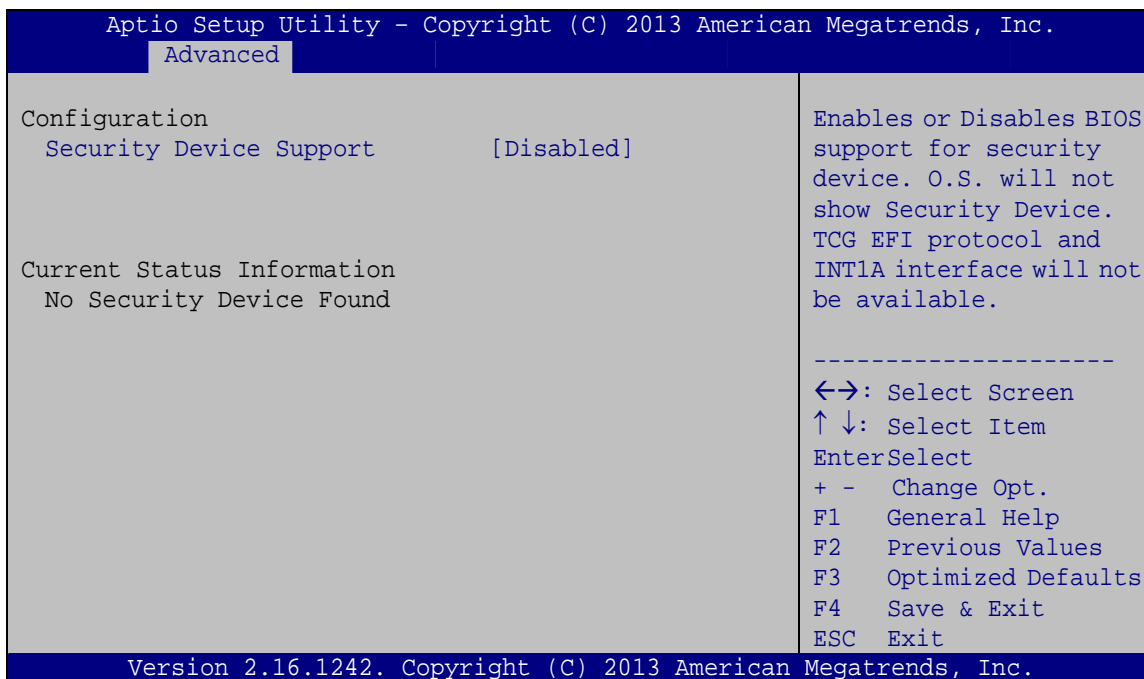 Aptio Setup Utility – Copyright (C) 2013 American Megatrends, Inc.
Advanced
Configuration
Security Device Support [Disabled]
Current Status Information
No Security Device Found
Enables or Disables BIOS
support for security
device. O.S. will not
show Security Device.
TCG EFI protocol and
INT1A interface will not
be available.
---------------------
←→: Select Screen
↑ ↓: Select Item
EnterSelect
+ - Change Opt.
F1 General Help
F2 Previous Values
F3 Optimized Defaults
F4 Save & Exit
ESC Exit
Version 2.16.1242. Copyright (C) 2013 American Megatrends, Inc.